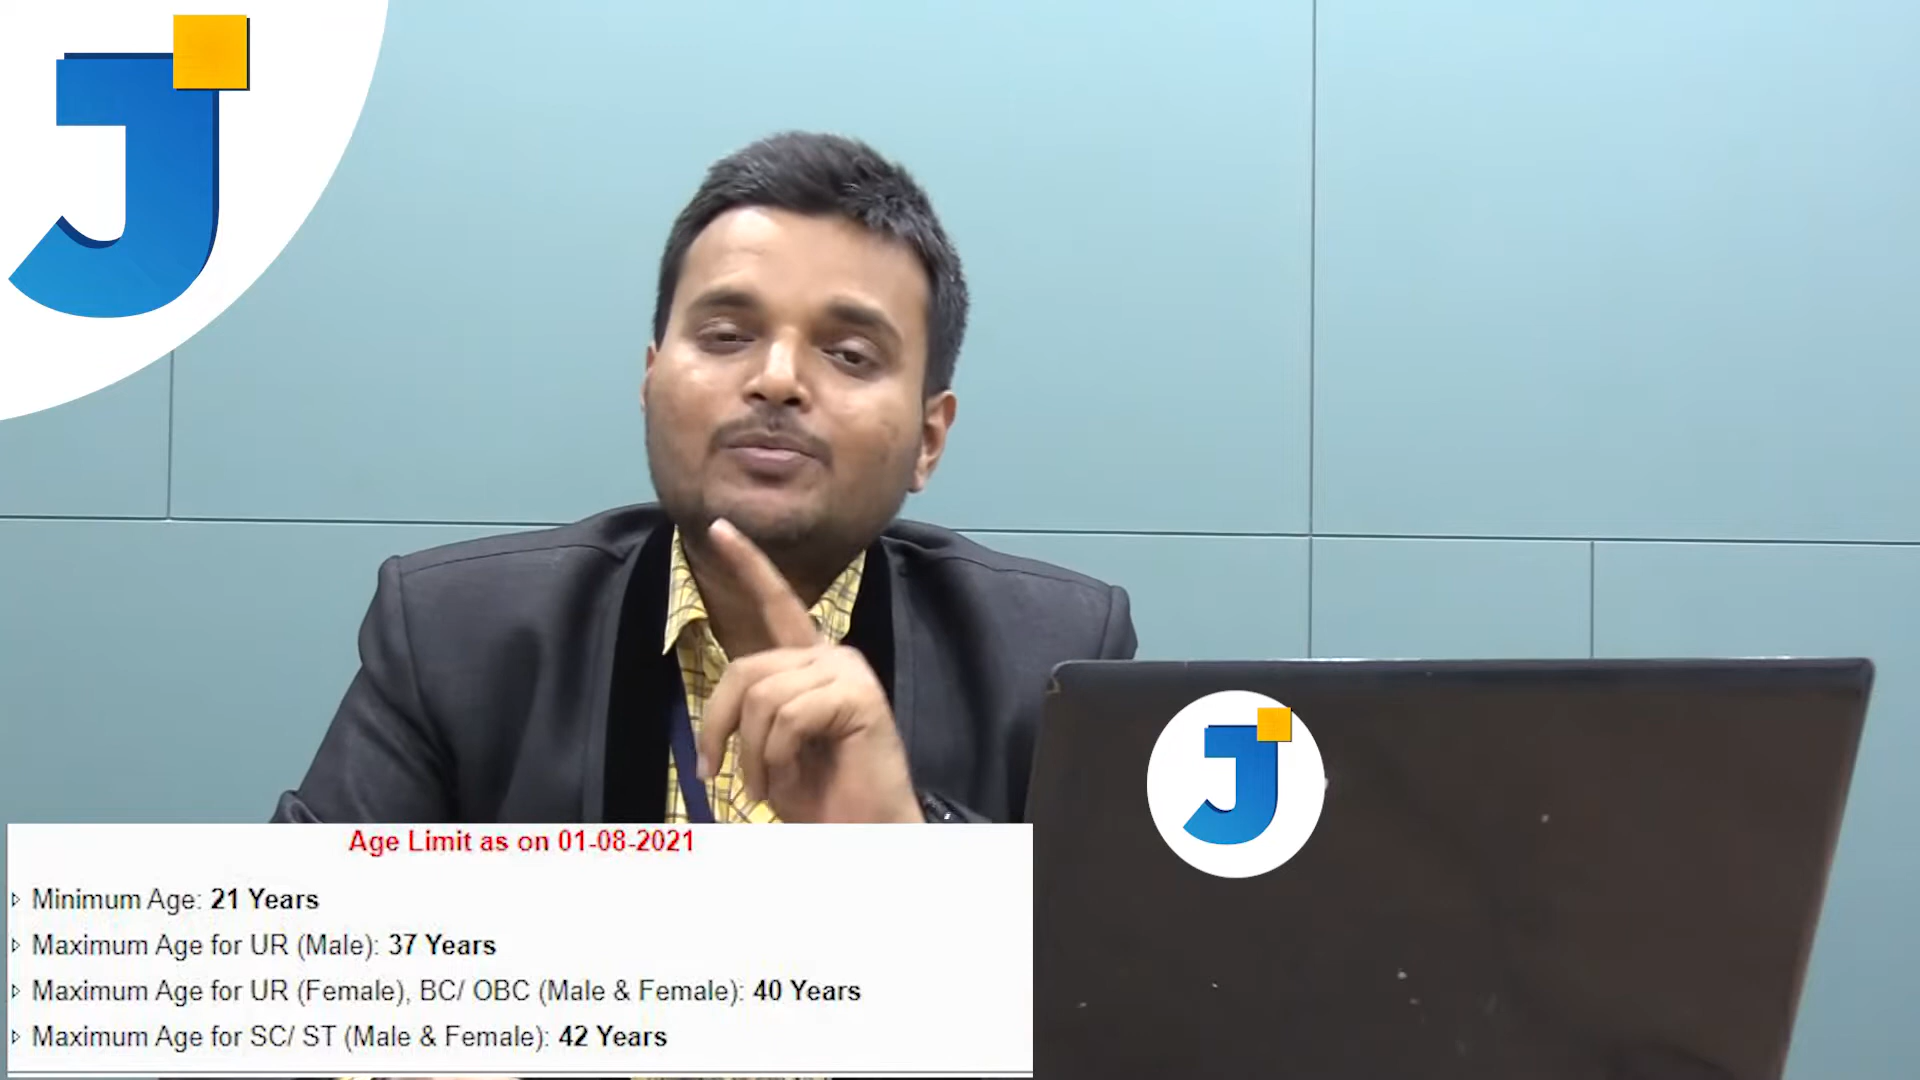 J
Age Limit as on 01-08-2021
Minimum Age: 21 Years
Maximum Age for UR (Male): 37 Years
Maximum Age for UR (Female), BC/ OBC (Male & Female): 40 Years
Maximum Age for SC/ ST (Male & Female): 42 Years
J